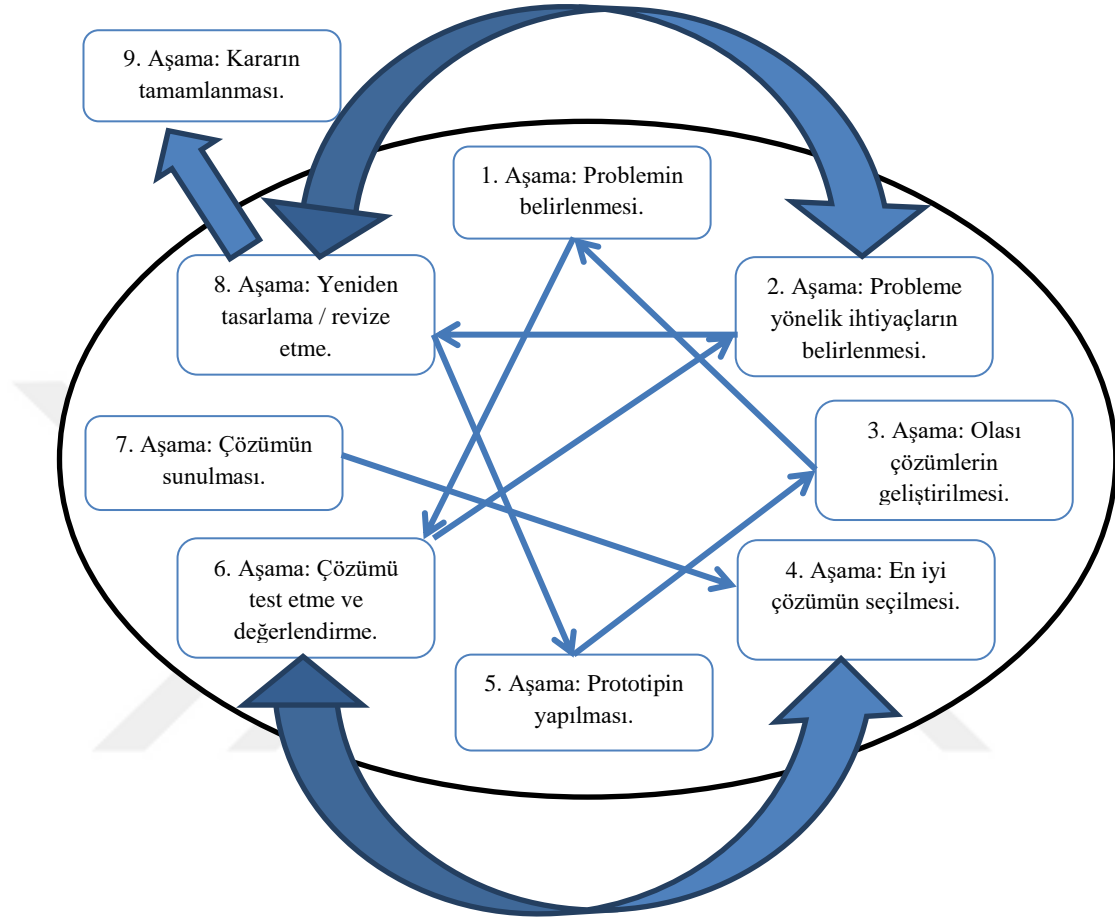 9. Aşama: Kararın
tamamlanması.
1. Aşama: Problemin
belirlenmesi.
8. Aşama: Yeniden
tasarlama / revize
etme.
2. Aşama: Probleme
yönelik ihtiyaçların
belirlenmesi.
7. Aşama: Çözümün
sunulması.
3. Aşama: Olası
çözümlerin
geliştirilmesi.
6. Aşama: Çözümü
test etme ve
değerlendirme.
4. Aşama: En iyi
çözümün seçilmesi.
5. Aşama: Prototipin
yapılması.